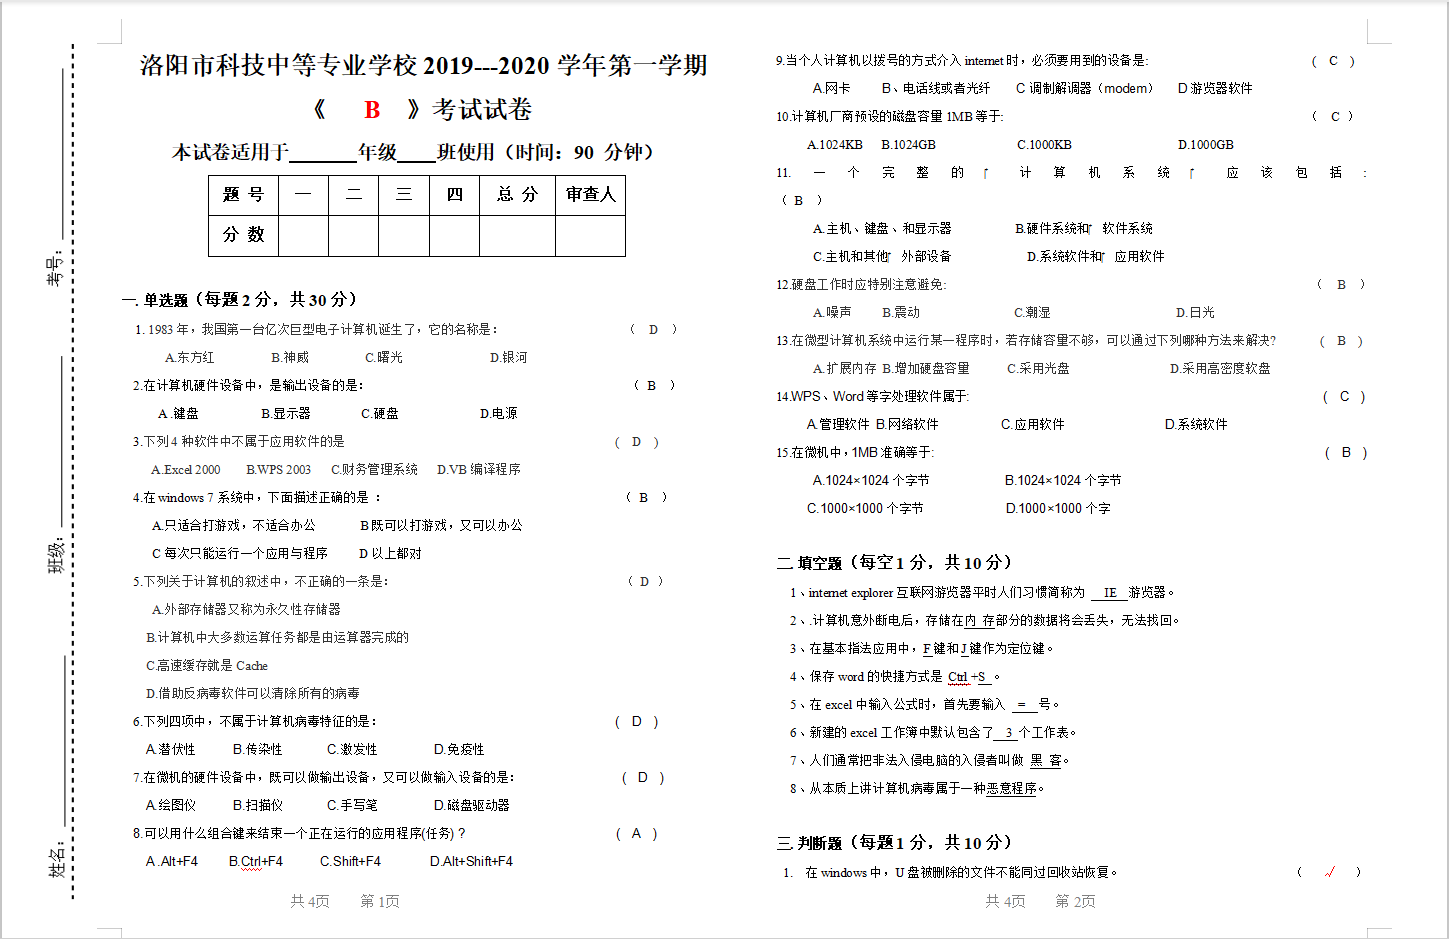 洛阳市科技中等专业学校 2019---2020 学年第一学期
《 B 》考试试卷
本试卷适用于______年级____班使用（时间：90 分钟）
题 号 一 二 三 四 总 分 审查人
分 数
考号：
班级：
姓名：
一. 单选题（每题 2 分，共 30 分）
1. 1983 年，我国第一台亿次巨型电子计算机诞生了，它的名称是： （ D ）
A.东方红 B.神威 C.曙光 D.银河
2.在计算机硬件设备中，是输出设备的是： （ B ）
A .键盘 B.显示器 C.硬盘 D.电源
3.下列 4 种软件中不属于应用软件的是 ( D )
A.Excel 2000 B.WPS 2003 C.财务管理系统 D.VB 编译程序
4.在 windows 7 系统中，下面描述正确的是 ： （ B ）
A.只适合打游戏，不适合办公 B 既可以打游戏，又可以办公
C 每次只能运行一个应用与程序 D 以上都对
5.下列关于计算机的叙述中，不正确的一条是： （ D ）
A.外部存储器又称为永久性存储器
B.计算机中大多数运算任务都是由运算器完成的
C.高速缓存就是 Cache
D.借助反病毒软件可以清除所有的病毒
6.下列四项中，不属于计算机病毒特征的是： ( D )
A.潜伏性 B.传染性 C.激发性 D.免疫性
7.在微机的硬件设备中，既可以做输出设备，又可以做输入设备的是： ( D )
A.绘图仪 B.扫描仪 C.手写笔 D.磁盘驱动器
8.可以用什么组合键来结束一个正在运行的应用程序(任务)？ ( A )
A .Alt+F4 B.Ctrl+F4 C.Shift+F4 D.Alt+Shift+F4
共 4页 第 1页
9.当个人计算机以拨号的方式介入 internet 时，必须要用到的设备是: ( C )
A.网卡 B、电话线或者光纤 C 调制解调器（modem） D 游览器软件
10.计算机厂商预设的磁盘容量 1MB 等于: （ C ）
A.1024KB B.1024GB C.1000KB D.1000GB
11. 一 个 完 整 的 计 算 机 系 统 应 该 包 括 :
（ B ）
A.主机、键盘、和显示器 B.硬件系统和 软件系统
C.主机和其他 外部设备 D.系统软件和 应用软件
12.硬盘工作时应特别注意避免: （ B ）
A.噪声 B.震动 C.潮湿 D.日光
13.在微型计算机系统中运行某一程序时，若存储容量不够，可以通过下列哪种方法来解决? ( B )
A.扩展内存 B.增加硬盘容量 C.采用光盘 D.采用高密度软盘
14.WPS、Word 等字处理软件属于: ( C )
A.管理软件 B.网络软件 C.应用软件 D.系统软件
15.在微机中，1MB 准确等于: ( B )
A.1024×1024 个字节 B.1024×1024 个字节
C.1000×1000 个字节 D.1000×1000 个字
二. 填空题（每空 1 分，共 10 分）
1、internet explorer 互联网游览器平时人们习惯简称为 IE 游览器。
2、.计算机意外断电后，存储在内 存部分的数据将会丢失，无法找回。
3、在基本指法应用中，F 键和 J 键作为定位键。
4、保存 word 的快捷方式是 Ctrl +S 。
5、在 excel 中输入公式时，首先要输入 = 号。
6、新建的 excel 工作簿中默认包含了 3 个工作表。
7、人们通常把非法入侵电脑的入侵者叫做 黑 客。
8、从本质上讲计算机病毒属于一种恶意程序。
三. 判断题（每题 1 分，共 10 分）
1. 在 windows 中，U 盘被删除的文件不能同过回收站恢复。 （ √ ）
共 4页 第 2页